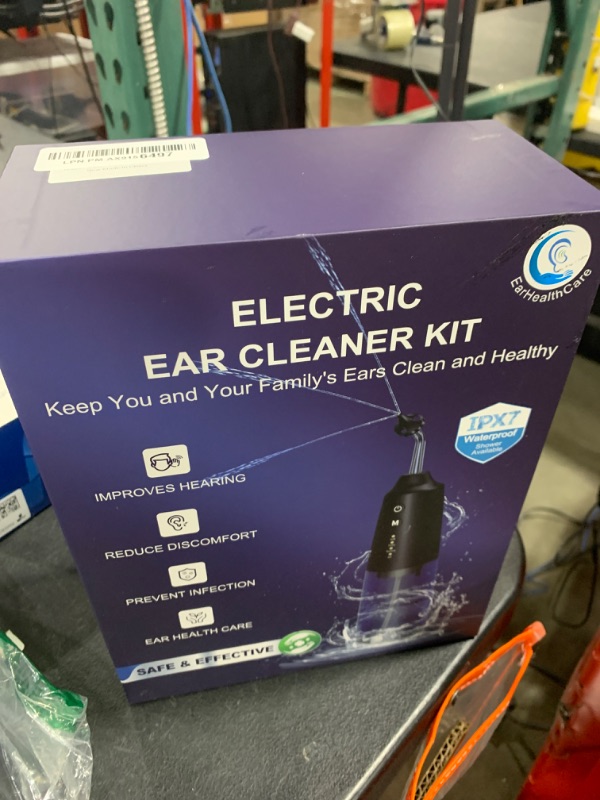 6497
EarHealthCare
ELECTRIC
EAR CLEANER KIT
Keep You and Your Family's Ears Clean and Healthy
IPX7
Waterproof
Shower
Available
M
IMPROVES HEARING
REDUCE DISCOMFORT
PREVENT INFECTION
EAR HEALTH CARE
SAFE & EFFECTIVE